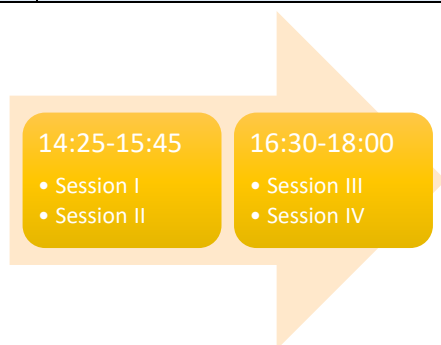 14:25-15:45
• Session I
• Session II
16:30-18:00
• Session III
• Session IV